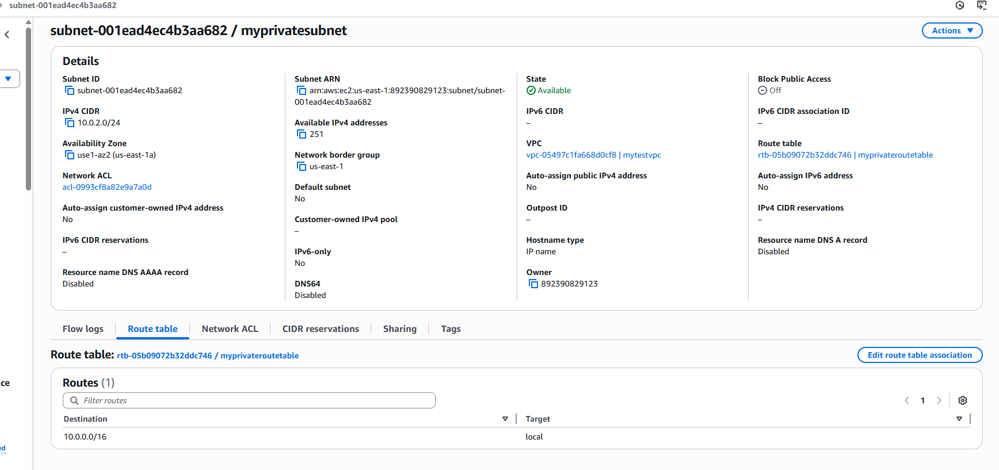 subnet-001ead4ec4b3aa682
subnet-001ead4ec4b3aa682 / myprivatesubnet
Actions
Details
Subnet ID
subnet-001ead4ec4b3aa682
IPv4 CIDR
10.0.2.0/24
Availability Zone
use1-az2 (us-east-1a)
Network ACL
acl-0993cf8a82e9a7a0d
Auto-assign customer-owned IPv4 address
No
IPv6 CIDR reservations
–
Resource name DNS AAAA record
Disabled
Subnet ARN
arn:aws:ec2:us-east-1:892390829123:subnet/subnet-
001ead4ec4b3aa682
Available IPv4 addresses
251
Network border group
us-east-1
Default subnet
No
Customer-owned IPv4 pool
–
IPv6-only
No
DNS64
Disabled
State
Available
IPv6 CIDR
–
VPC
vpc-05497c1fa668d0cf8 | mytestvpc
Auto-assign public IPv4 address
No
Outpost ID
–
Hostname type
IP name
Owner
892390829123
Block Public Access
Off
IPv6 CIDR association ID
–
Route table
rtb-05b09072b32ddc746 | myprivateroutetable
Auto-assign IPv6 address
No
IPv4 CIDR reservations
–
Resource name DNS A record
Disabled
Flow logs
Route table
Network ACL
CIDR reservations
Sharing
Tags
Route table: rtb-05b09072b32ddc746 / myprivateroutetable
Edit route table association
Routes (1)
Filter routes
1
Destination
Target
10.0.0.0/16
local
ce
ed